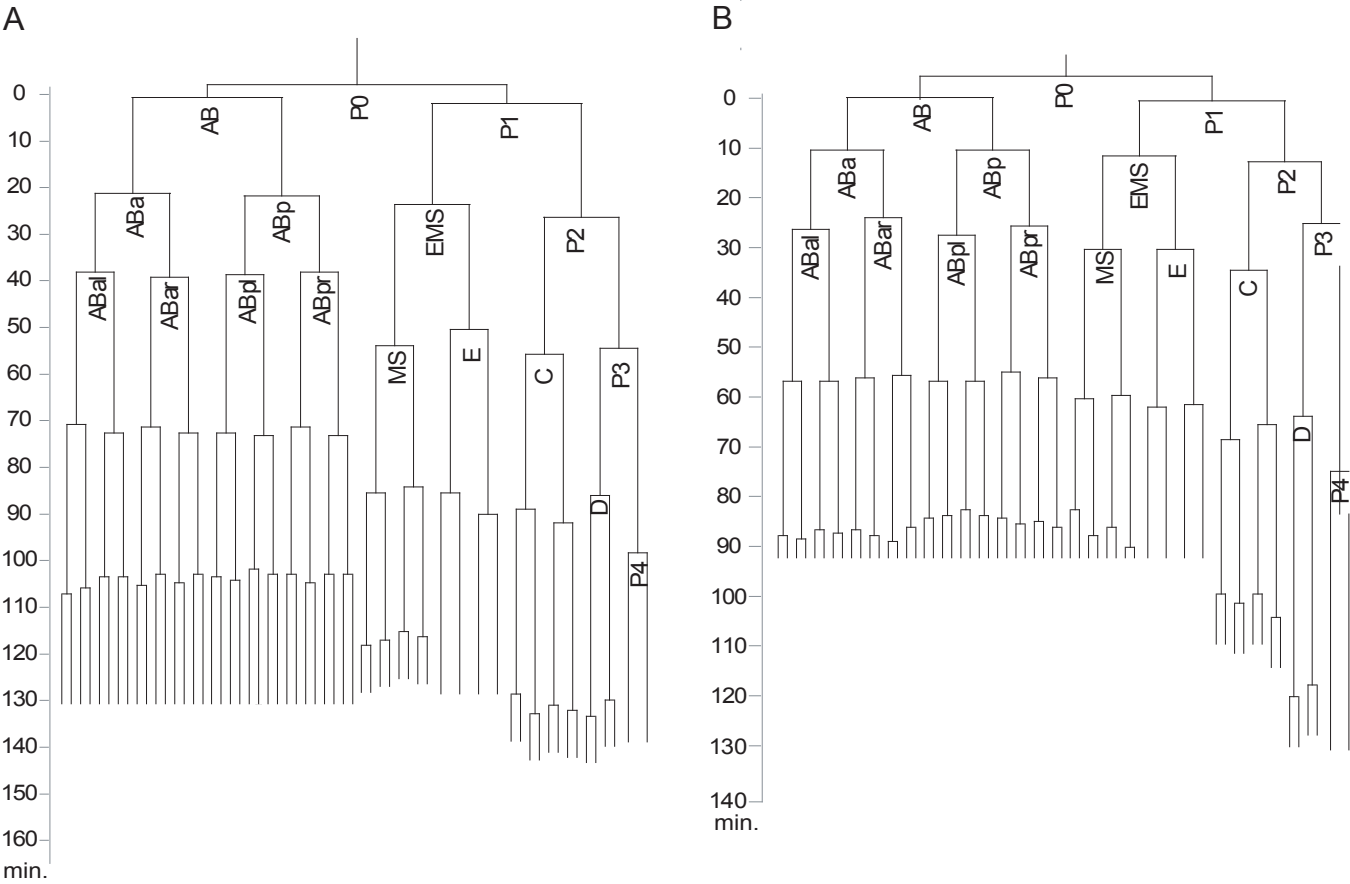 A
P0
AB
P1
ABa
ABp
EMS
P2
ABal
ABar
ABpl
ABpr
MS
E
C
P3
D
P4
0
10
20
30
40
50
60
70
80
90
100
110
120
130
140
150
160
min.
B
P0
AB
P1
ABa
ABp
EMS
P2
ABal
ABar
ABpl
ABpr
MS
E
C
P3
D
P4
0
10
20
30
40
50
60
70
80
90
100
110
120
130
140
min.